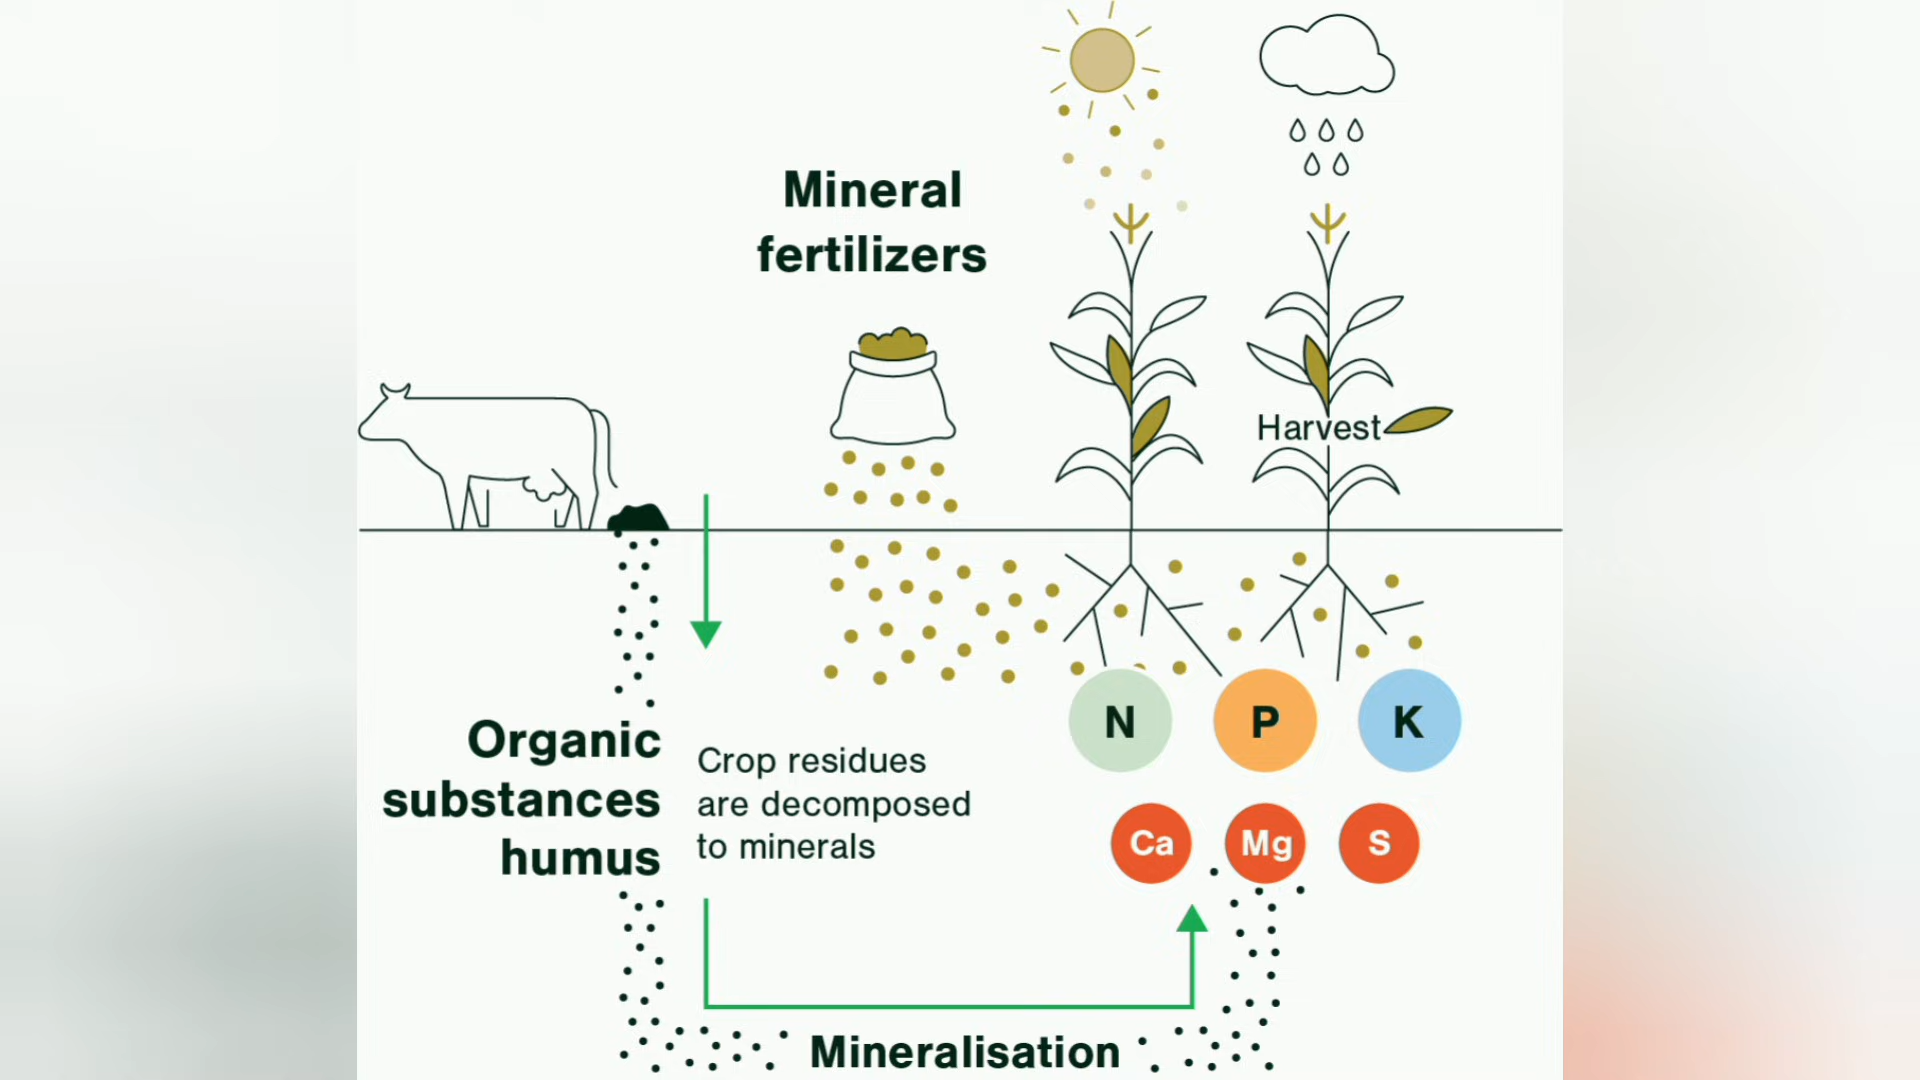 Mineral
fertilizers
Harvest
N
P
K
Organic
substances
humus
Crop residues
are decomposed
to minerals
Ca
Mg
S
Mineralisation